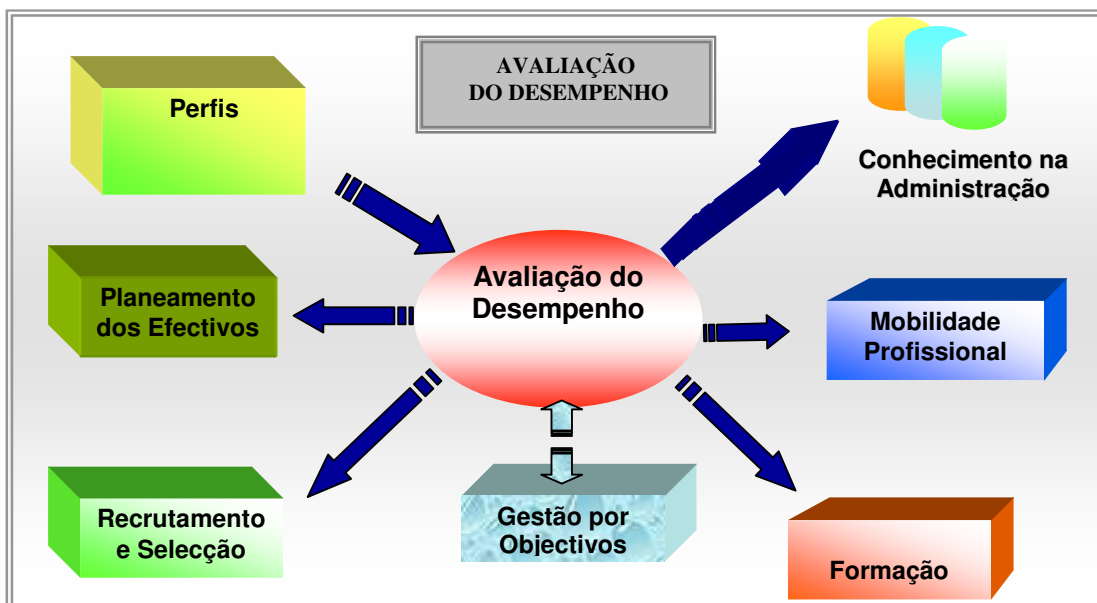 AVALIAÇÃO
DO DESEMPENHO
Perfis
Conhecimento na
Administração
Avaliação do
Desempenho
Planeamento
dos Efectivos
Mobilidade
Profissional
Recrutamento
e Selecção
Gestão por
Objectivos
Formação